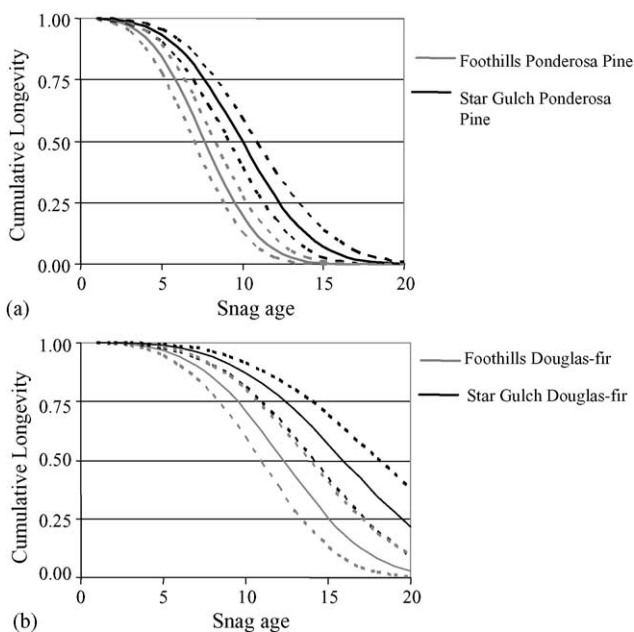 1.00
0.75
0.50
0.25
0.00
Cumulative Longevity
0
5
10
15
20
Snag age
(a)
Foothills Ponderosa Pine
Star Gulch Ponderosa
Pine
1.00
0.75
0.50
0.25
0.00
Cumulative Longevity
0
5
10
15
20
Snag age
(b)
Foothills Douglas-fir
Star Gulch Douglas-fir